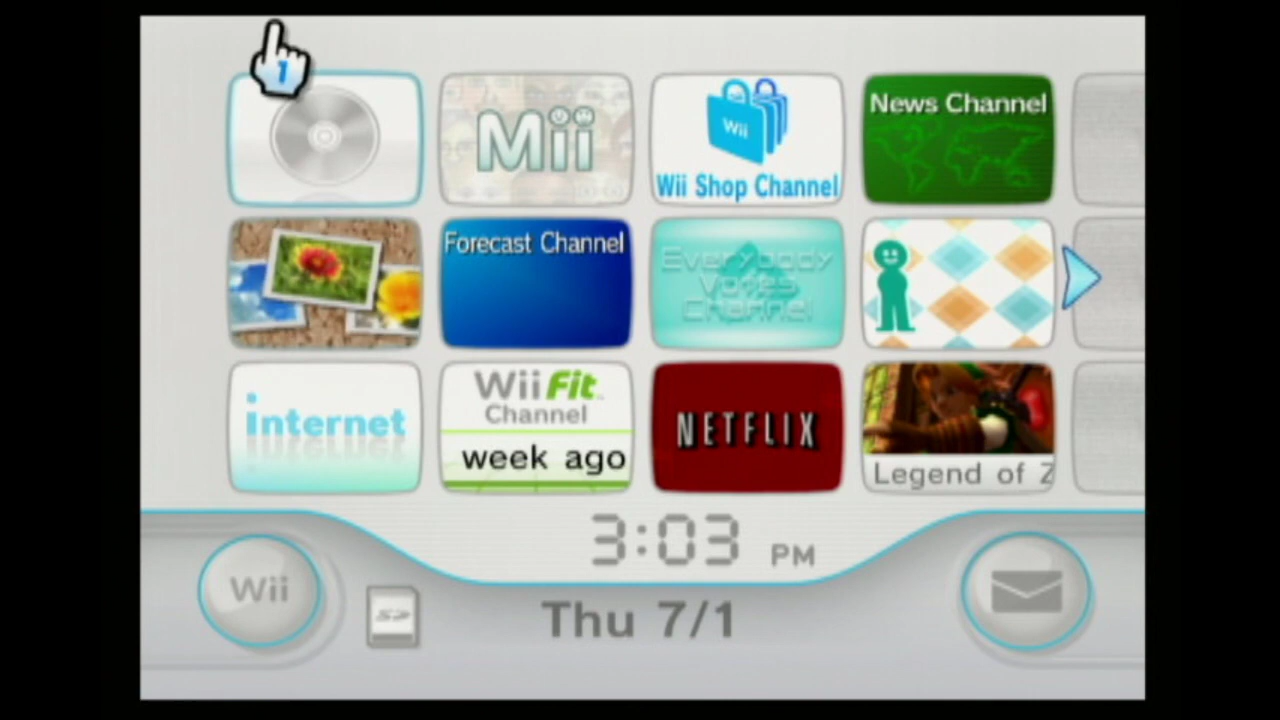 1
Mii
Wii
Wii Shop Channel
News Channel
Forecast Channel
Everybody
Votes
Channel
internet
Wii Fit
Channel
week ago
NETFLIX
Legend of Z
3:03 PM
Wii
SD
Thu 7/1